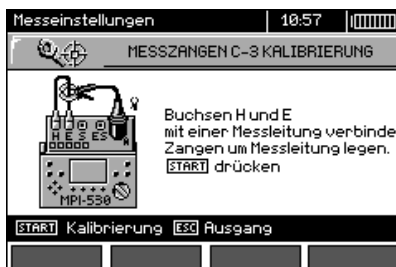 Messeinstellungen 10:57
MESSZANGEN C-3 KALIBRIERUNG
Buchsen H und E
mit einer Messleitung verbinde
Zangen um Messleitung legen.
START drücken
H E S ES
MPI-530
START Kalibrierung ESC Ausgang